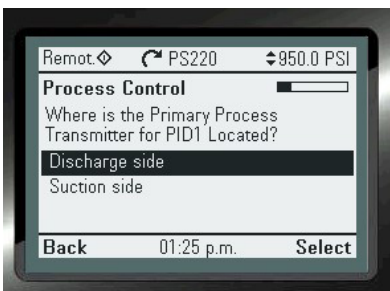 Remot. PS220 950.0 PSI
Process Control
Where is the Primary Process
Transmitter for PID1 Located?
Discharge side
Suction side
Back 01:25 p.m. Select